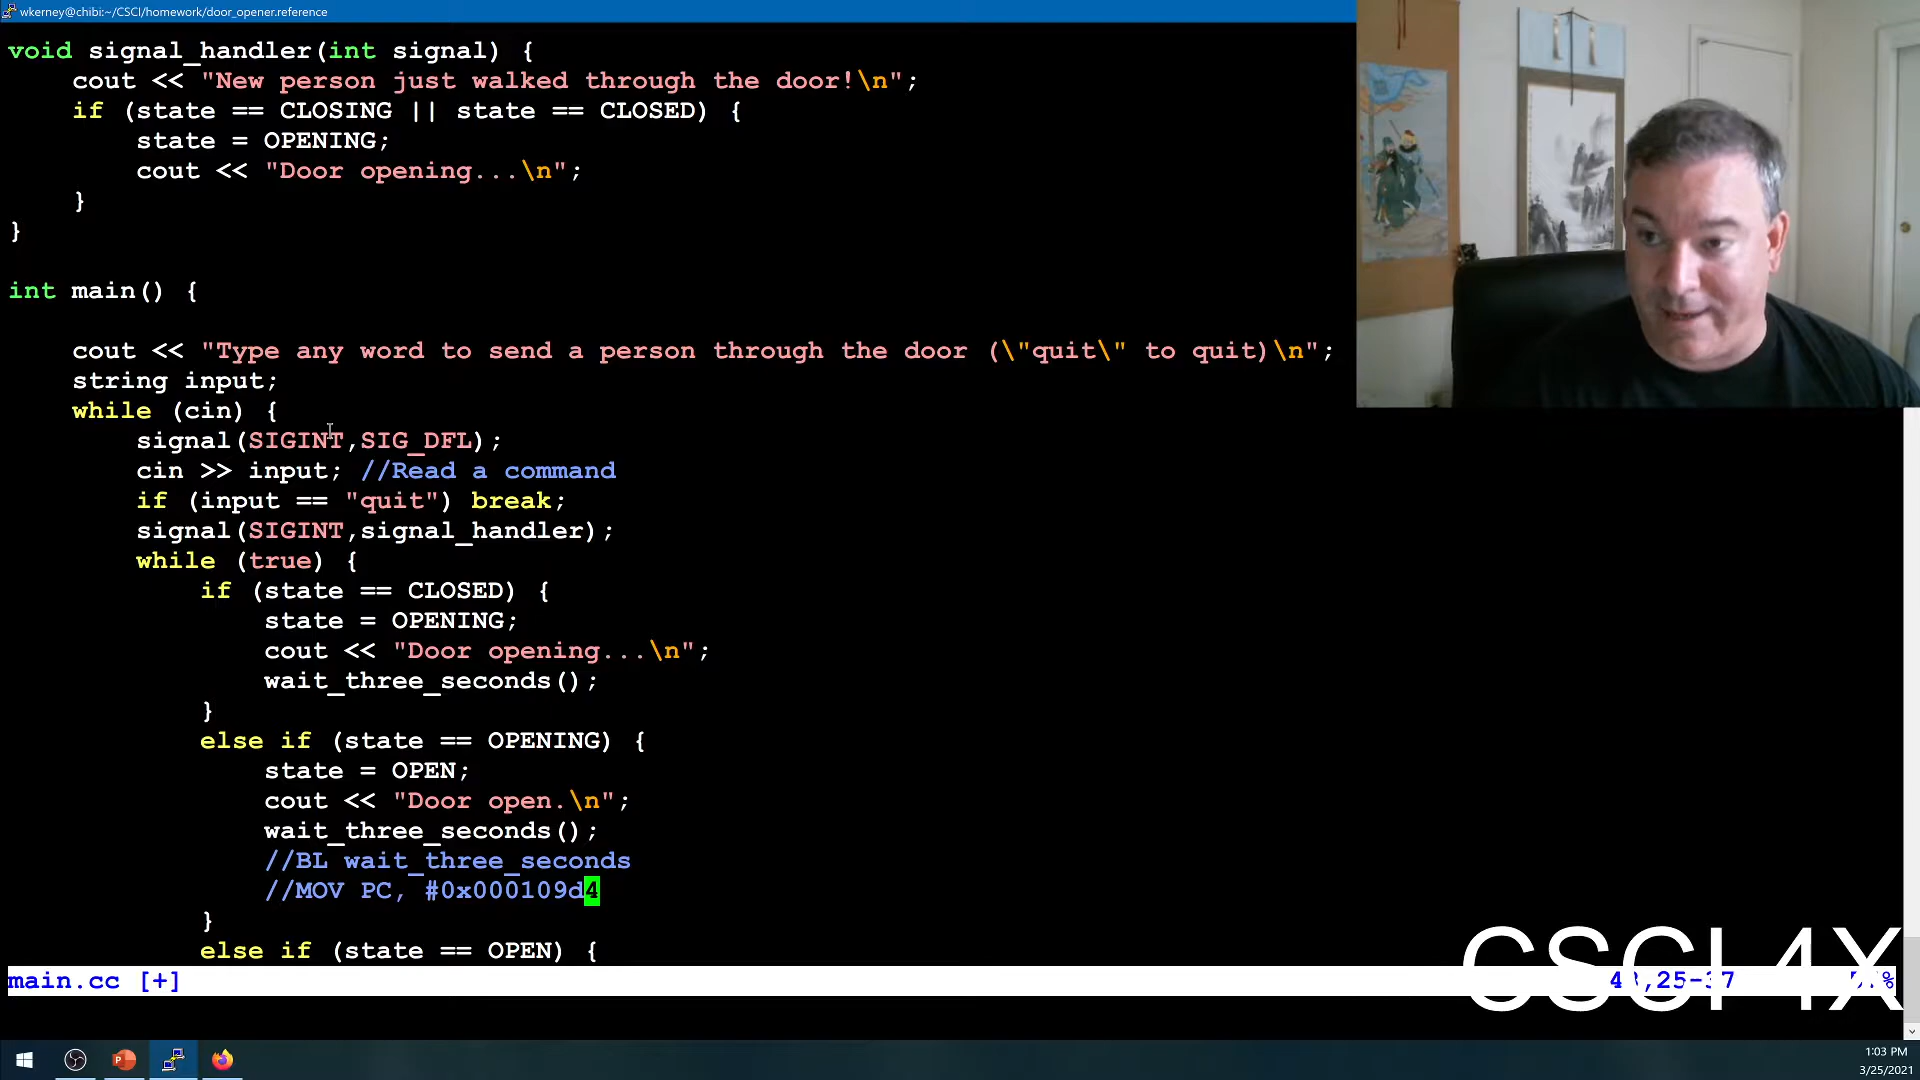 wkerney@chibi:~/CSCI/homework/door_opener.reference
void signal_handler(int signal) {
    cout << "New person just walked through the door!\n";
    if (state == CLOSING || state == CLOSED) {
        state = OPENING;
        cout << "Door opening...\n";
    }
}
int main() {
    cout << "Type any word to send a person through the door (\"quit\" to quit)\n";
    string input;
    while (cin) {
        signal(SIGINT,SIG_DFL);
        cin >> input; //Read a command
        if (input == "quit") break;
        signal(SIGINT,signal_handler);
        while (true) {
            if (state == CLOSED) {
                state = OPENING;
                cout << "Door opening...\n";
                wait_three_seconds();
            }
            else if (state == OPENING) {
                state = OPEN;
                cout << "Door open.\n";
                wait_three_seconds();
                //BL wait_three_seconds
                //MOV PC, #0x000109d4
            }
            else if (state == OPEN) {
main.cc [+]
CSCI 4X
1:03 PM
3/25/2021